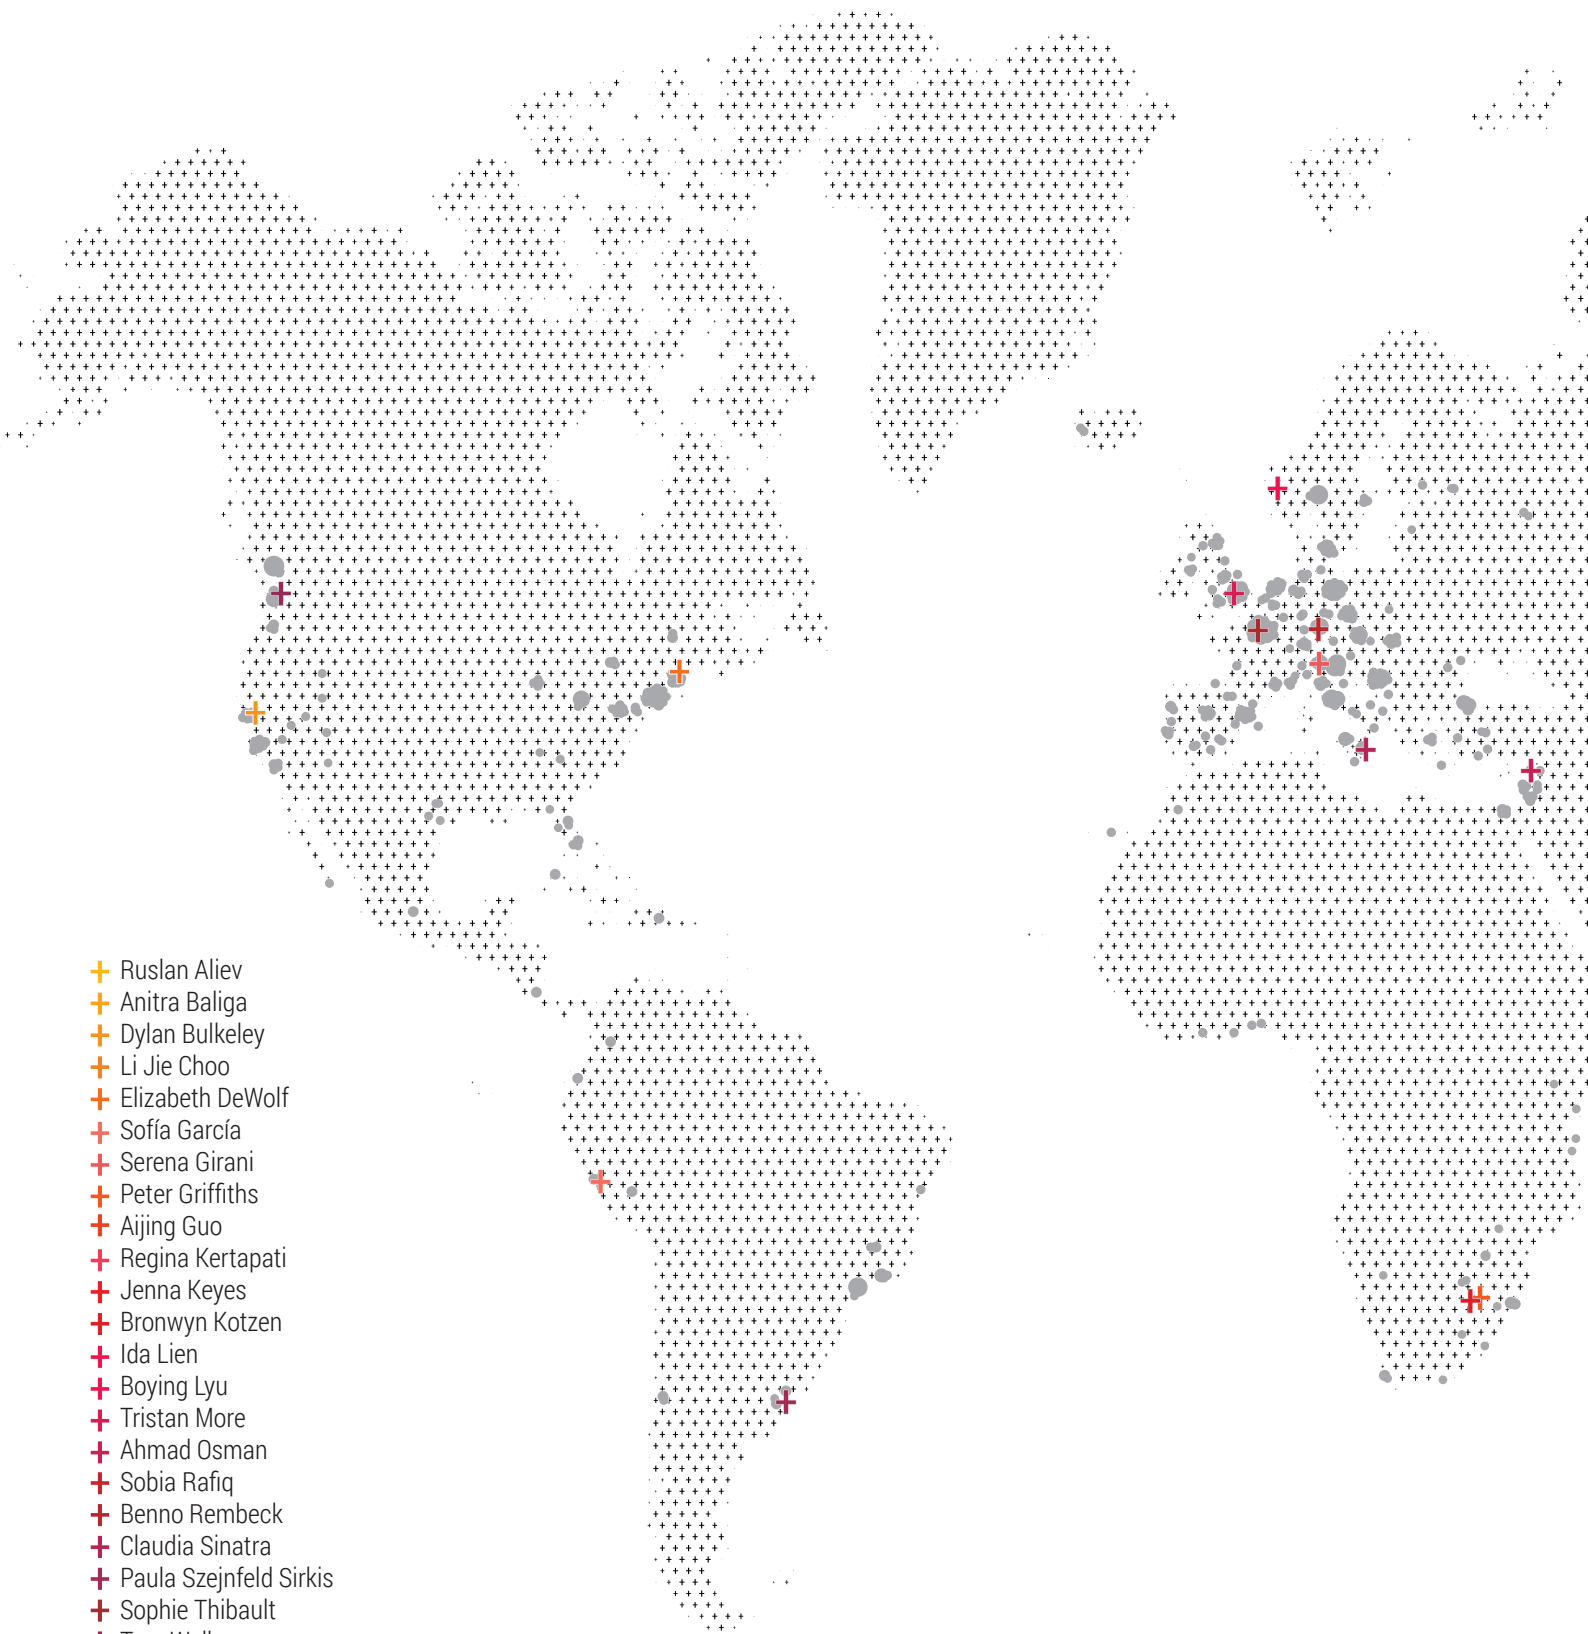 Ruslan Aliev
Anitra Baliga
Dylan Bulkeley
Li Jie Choo
Elizabeth DeWolf
Sofía García
Serena Girani
Peter Griffiths
Aijing Guo
Regina Kertapati
Jenna Keyes
Bronwyn Kotzen
Ida Lien
Boying Lyu
Tristan More
Ahmad Osman
Sobia Rafiq
Benno Rembeck
Claudia Sinatra
Paula Szejnfeld Sirkis
Sophie Thibault